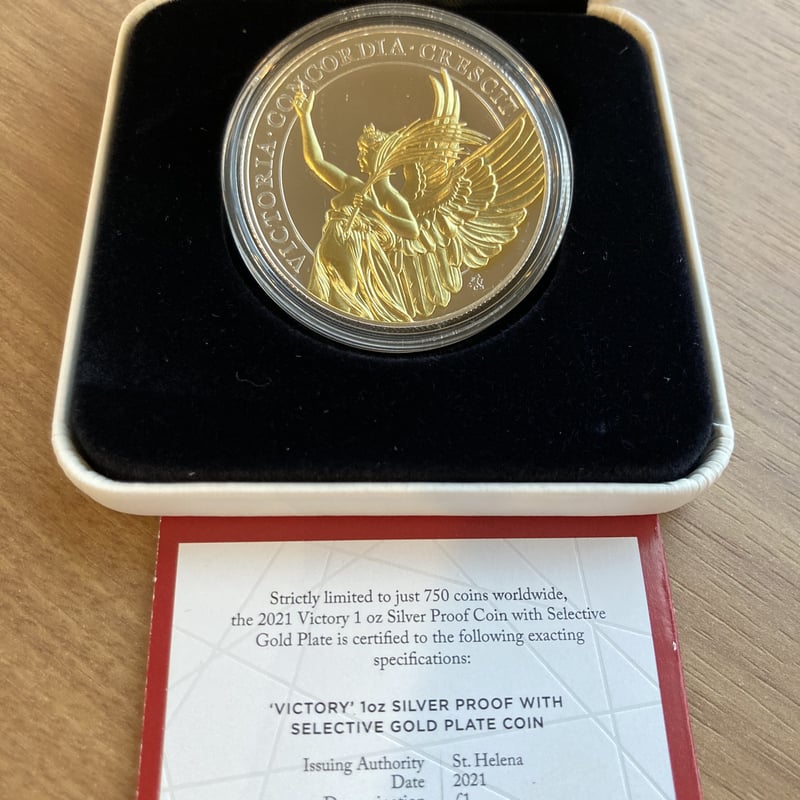 VICTORIA · CONCORDIA · CRESCIT
Strictly limited to just 750 coins worldwide,
the 2021 Victory 1 oz Silver Proof Coin with Selective
Gold Plate is certified to the following exacting
specifications:
'VICTORY' 1oz SILVER PROOF WITH
SELECTIVE GOLD PLATE COIN
Issuing Authority St. Helena
Date 2021
Denomination £1